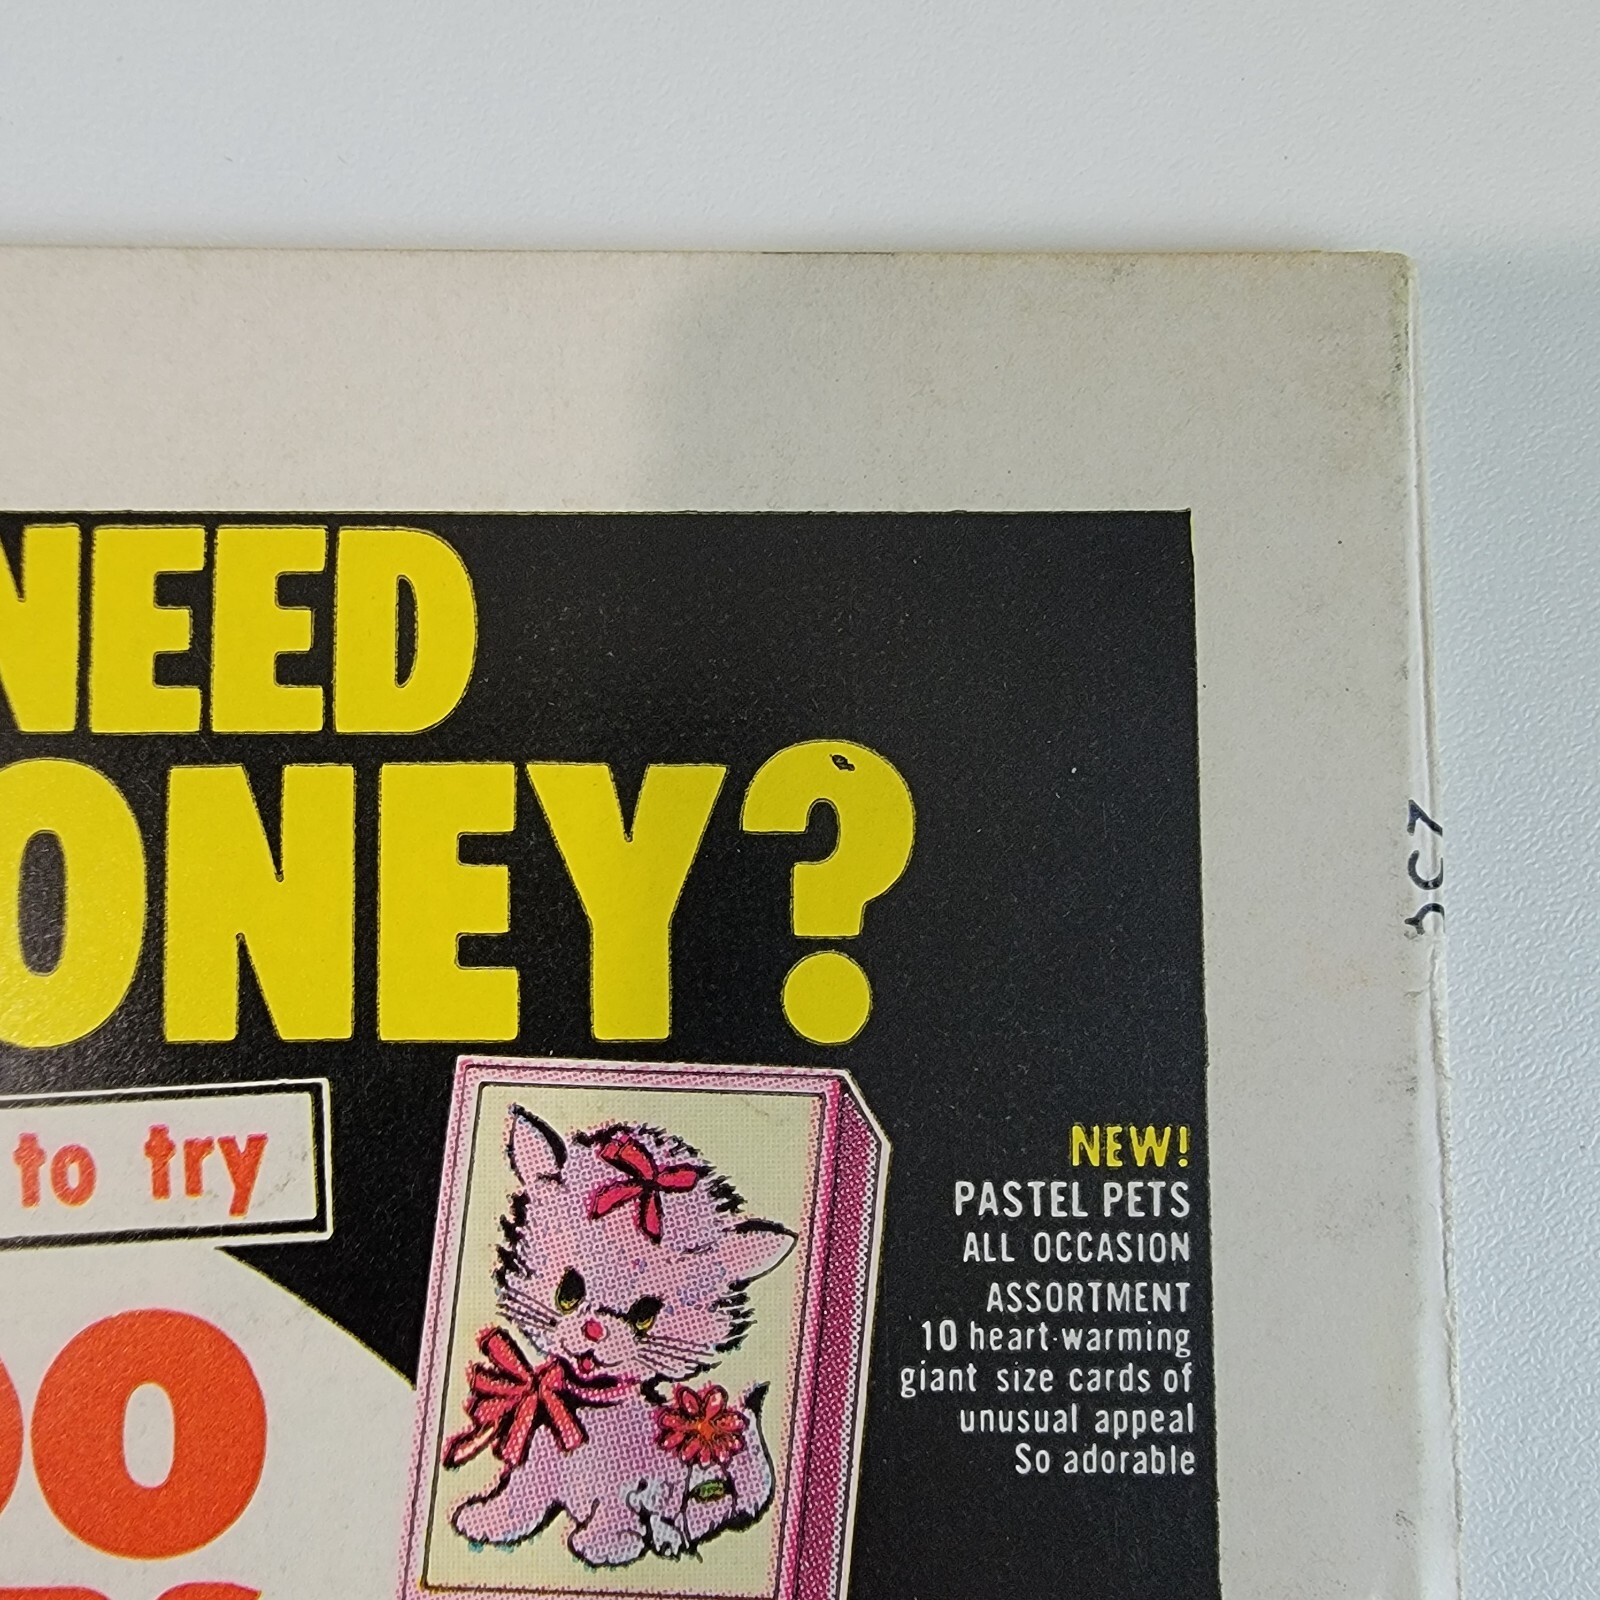 NEED
ONEY?
to try
NEW!
PASTEL PETS
ALL OCCASION
ASSORTMENT
10 heart-warming
giant size cards of
unusual appeal
So adorable